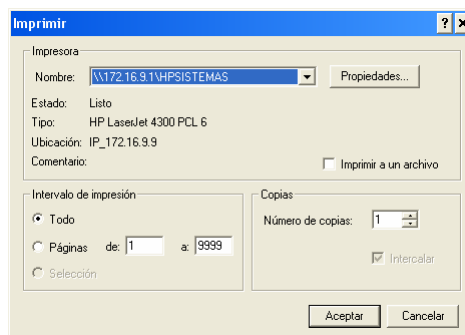 Imprimir
Impresora
Nombre: \\172.16.9.1\HPSISTEMAS Propiedades...
Estado: Listo
Tipo: HP LaserJet 4300 PCL 6
Ubicación: IP_172.16.9.9
Comentario: Imprimir a un archivo
Intervalo de impresión Copias
Todo Número de copias: 1
Páginas de: 1 a: 9999
Intercalar
Selección
Aceptar Cancelar